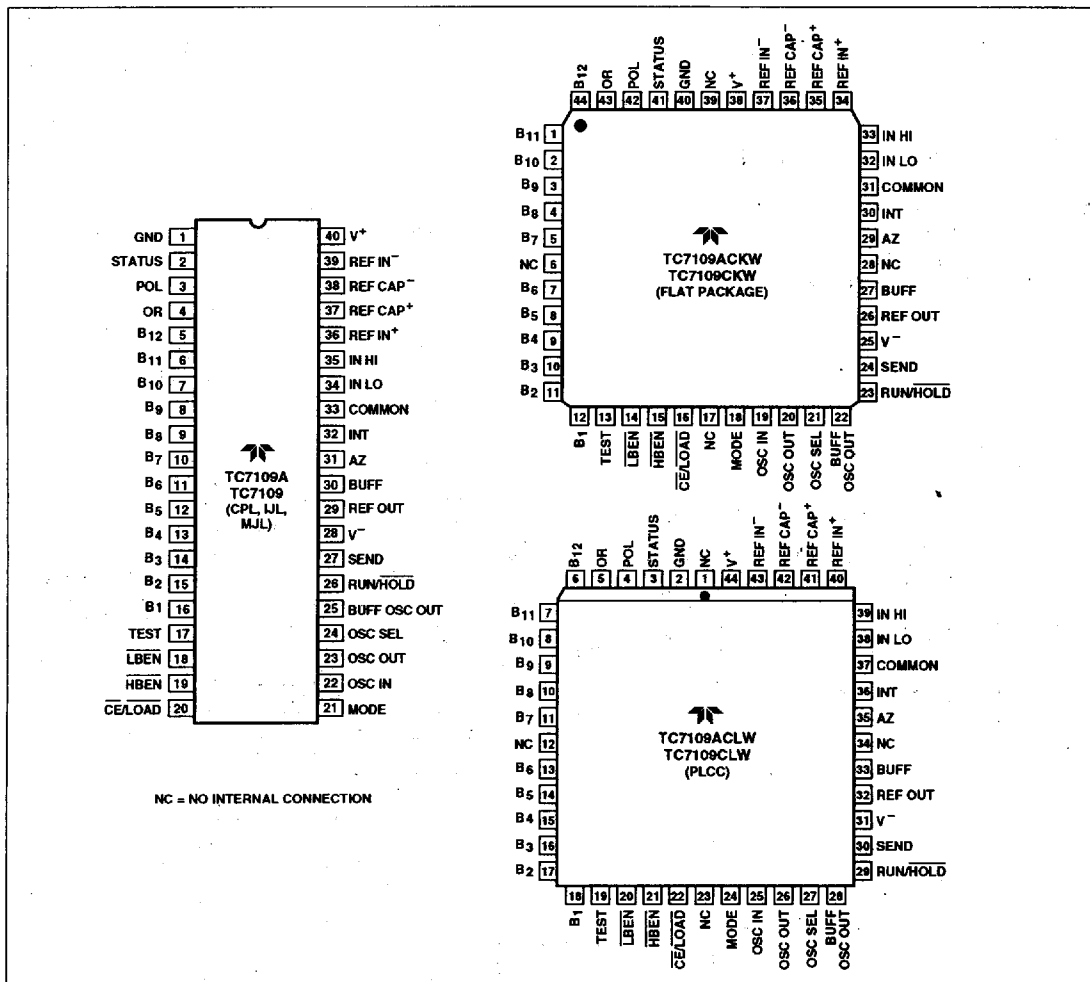 GND 1
STATUS 2
POL 3
OR 4
B12 5
B11 6
B10 7
B9 8
B8 9
B7 10
B6 11
B5 12
B4 13
B3 14
B2 15
B1 16
TEST 17
LBEN 18
HBEN 19
CE/LOAD 20
TC7109A
TC7109
(CPL, IJL,
MJL)
40 V+
39 REF IN−
38 REF CAP−
37 REF CAP+
36 REF IN+
35 IN HI
34 IN LO
33 COMMON
32 INT
31 AZ
30 BUFF
29 REF OUT
28 V−
27 SEND
26 RUN/HOLD
25 BUFF OSC OUT
24 OSC SEL
23 OSC OUT
22 OSC IN
21 MODE
NC = NO INTERNAL CONNECTION
B12 44
OR 43
POL 42
STATUS 41
GND 40
NC 39
V+ 38
REF IN− 37
REF CAP− 36
REF CAP+ 35
REF IN+ 34
B11 1
B10 2
B9 3
B8 4
B7 5
NC 6
B6 7
B5 8
B4 9
B3 10
B2 11
TC7109ACKW
TC7109CKW
(FLAT PACKAGE)
33 IN HI
32 IN LO
31 COMMON
30 INT
29 AZ
28 NC
27 BUFF
26 REF OUT
25 V−
24 SEND
23 RUN/HOLD
12 B1
13 TEST
14 LBEN
15 HBEN
16 CE/LOAD
17 NC
18 MODE
19 OSC IN
20 OSC OUT
21 OSC SEL
22 BUFF OSC OUT
B12 6
OR 5
POL 4
STATUS 3
GND 2
NC 1
V+ 44
REF IN− 43
REF CAP− 42
REF CAP+ 41
REF IN+ 40
B11 7
B10 8
B9 9
B8 10
B7 11
NC 12
B6 13
B5 14
B4 15
B3 16
B2 17
TC7109ACLW
TC7109CLW
(PLCC)
39 IN HI
38 IN LO
37 COMMON
36 INT
35 AZ
34 NC
33 BUFF
32 REF OUT
31 V−
30 SEND
29 RUN/HOLD
18 B1
19 TEST
20 LBEN
21 HBEN
22 CE/LOAD
23 NC
24 MODE
25 OSC IN
26 OSC OUT
27 OSC SEL
28 BUFF OSC OUT